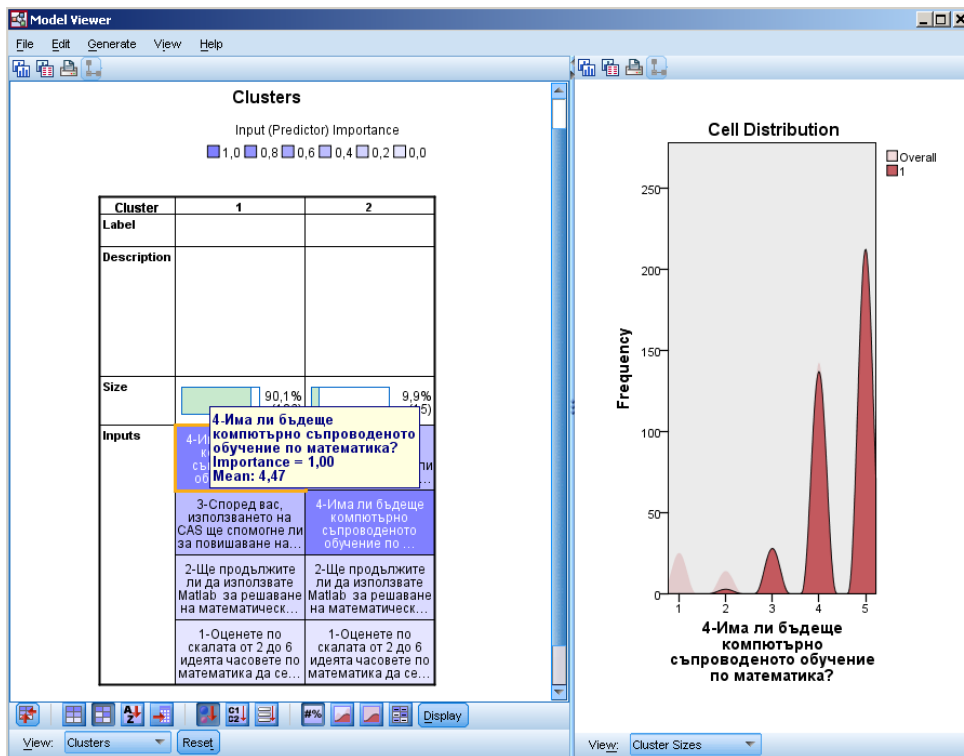 Model Viewer
File Edit Generate View Help
Clusters
Input (Predictor) Importance
1,0 0,8 0,6 0,4 0,2 0,0
Cluster 1 2
Label
Description
Size 90,1% 9,9%
Inputs
4-Има ли бъдеще
компютърно съпроводеното
обучение по математика?
Importance = 1,00
Mean: 4,47
3-Според вас,
използването на
CAS ще спомогне ли
за повишаване на...
4-Има ли бъдеще
компютърно
съпроводеното
обучение по ...
2-Ще продължите
ли да използвате
Matlab за решаване
на математическ...
2-Ще продължите
ли да използвате
Matlab за решаване
на математическ...
1-Оценете по
скалата от 2 до 6
идеята часовете по
математика да се...
1-Оценете по
скалата от 2 до 6
идеята часовете по
математика да се...
Display
View: Clusters Reset
Cell Distribution
Overall
1
Frequency
250
200
150
100
50
0
1 2 3 4 5
4-Има ли бъдеще
компютърно
съпроводеното обучение
по математика?
View: Cluster Sizes